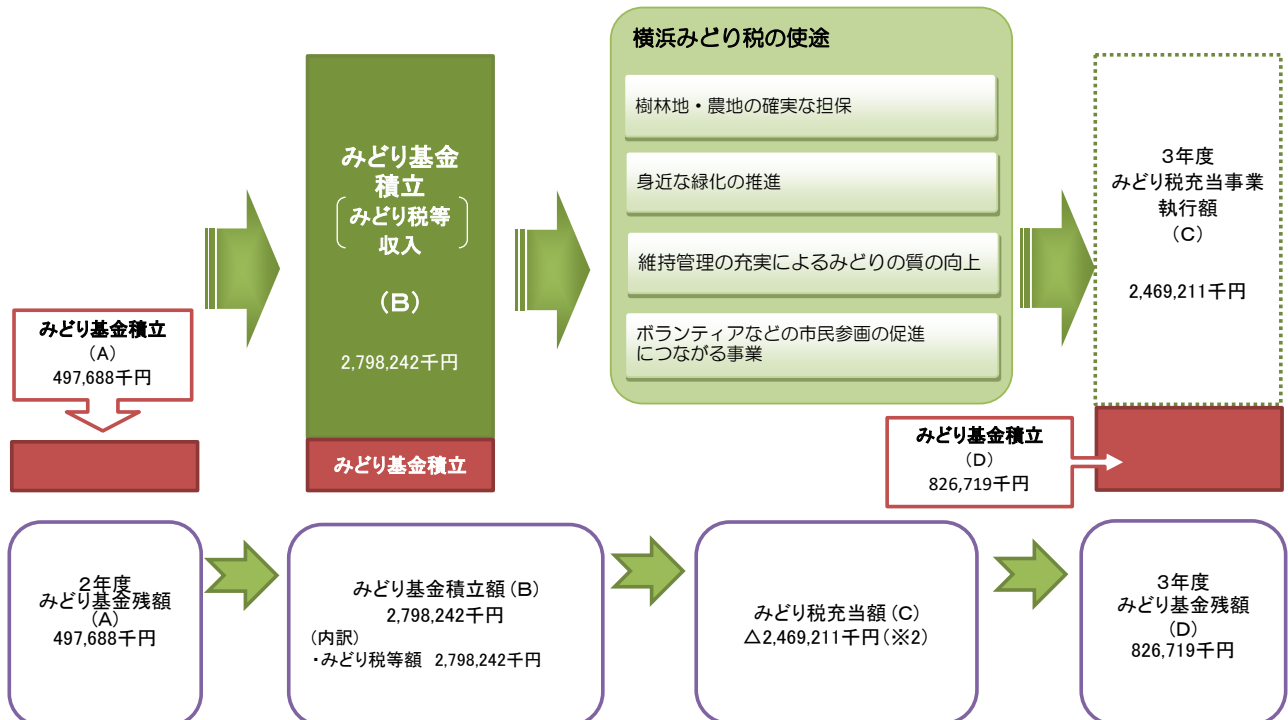 みどり基金積立
(A)
497,688千円
みどり基金
積立
みどり税等
収入
(B)
2,798,242千円
みどり基金積立
横浜みどり税の使途
樹林地・農地の確実な担保
身近な緑化の推進
維持管理の充実によるみどりの質の向上
ボランティアなどの市民参画の促進
につながる事業
3年度
みどり税充当事業
執行額
(C)
2,469,211千円
みどり基金積立
(D)
826,719千円
2年度
みどり基金残額
(A)
497,688千円
みどり基金積立額(B)
2,798,242千円
(内訳)
・みどり税等額 2,798,242千円
みどり税充当額(C)
△2,469,211千円(※2)
3年度
みどり基金残額
(D)
826,719千円